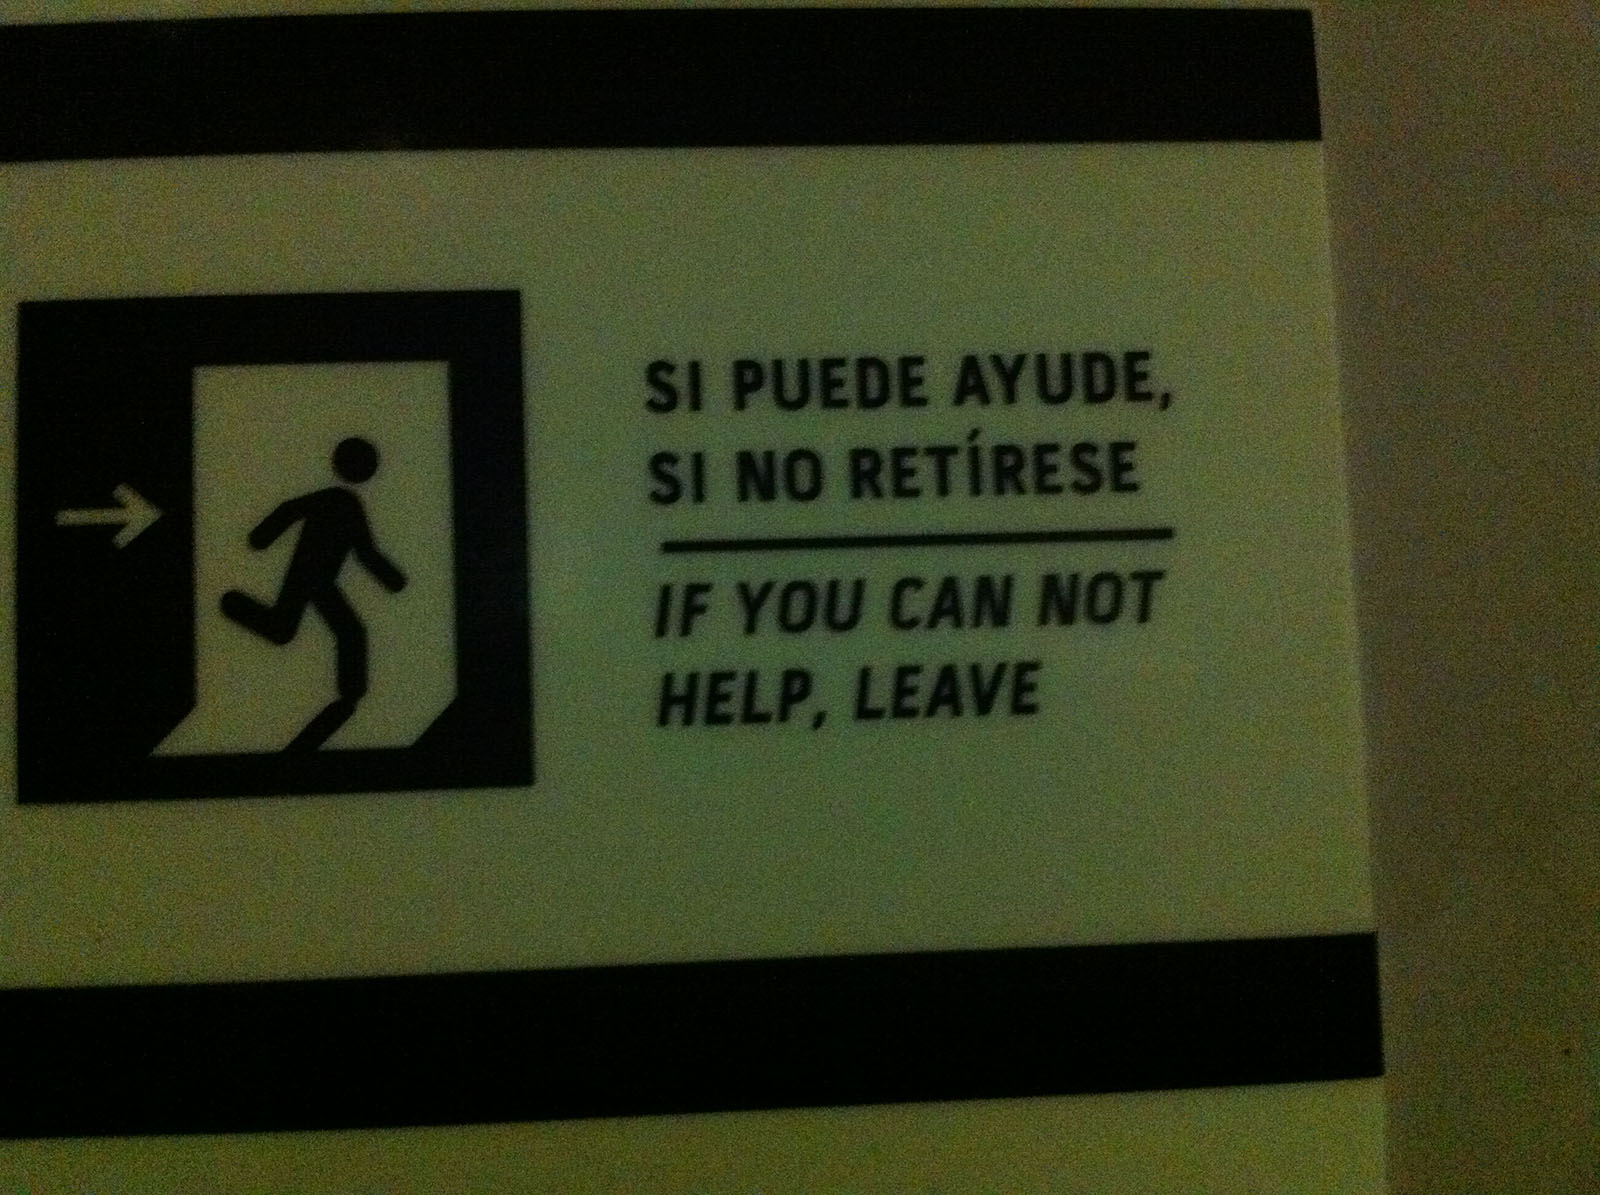 SI PUEDE AYUDE,
SI NO RETÍRESE
IF YOU CAN NOT
HELP, LEAVE